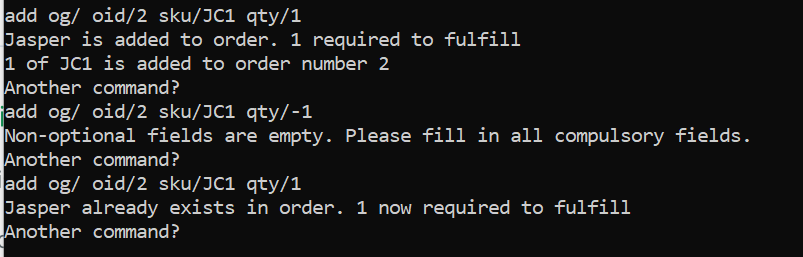 add og/ oid/2 sku/JC1 qty/1
Jasper is added to order. 1 required to fulfill
1 of JC1 is added to order number 2
Another command?
add og/ oid/2 sku/JC1 qty/-1
Non-optional fields are empty. Please fill in all compulsory fields.
Another command?
add og/ oid/2 sku/JC1 qty/1
Jasper already exists in order. 1 now required to fulfill
Another command?